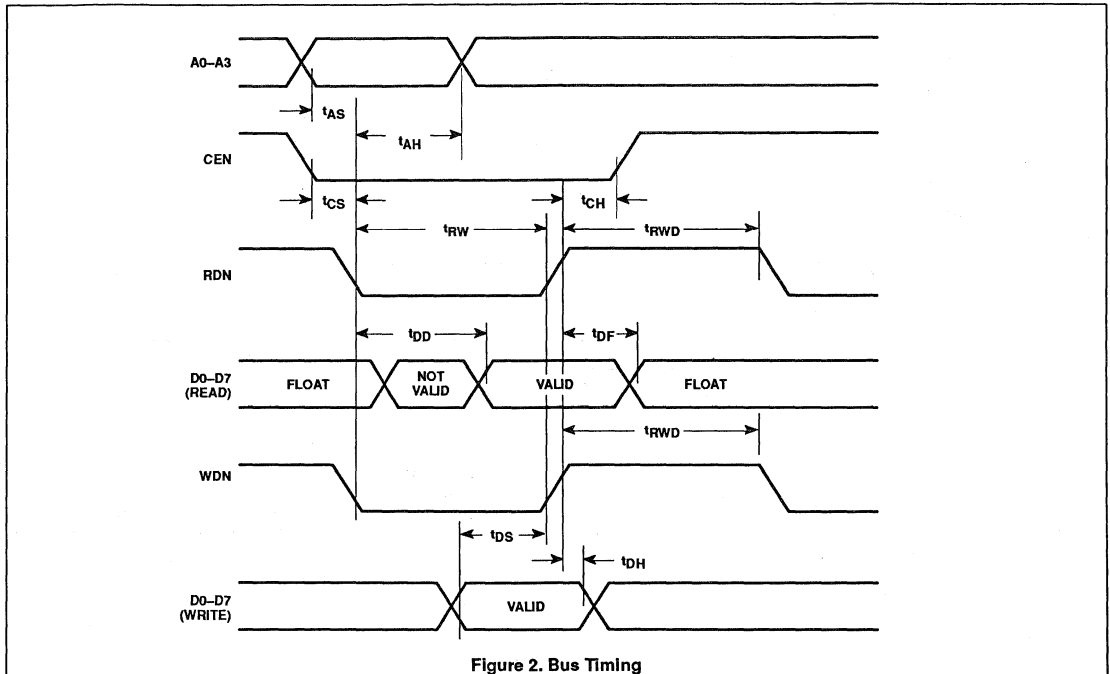 A0–A3
tAS
tAH
CEN
tCS
tCH
tRW
tRWD
RDN
tDD
tDF
D0–D7
(READ)
FLOAT
NOT
VALID
VALID
FLOAT
tRWD
WDN
tDS
tDH
D0–D7
(WRITE)
VALID
Figure 2. Bus Timing